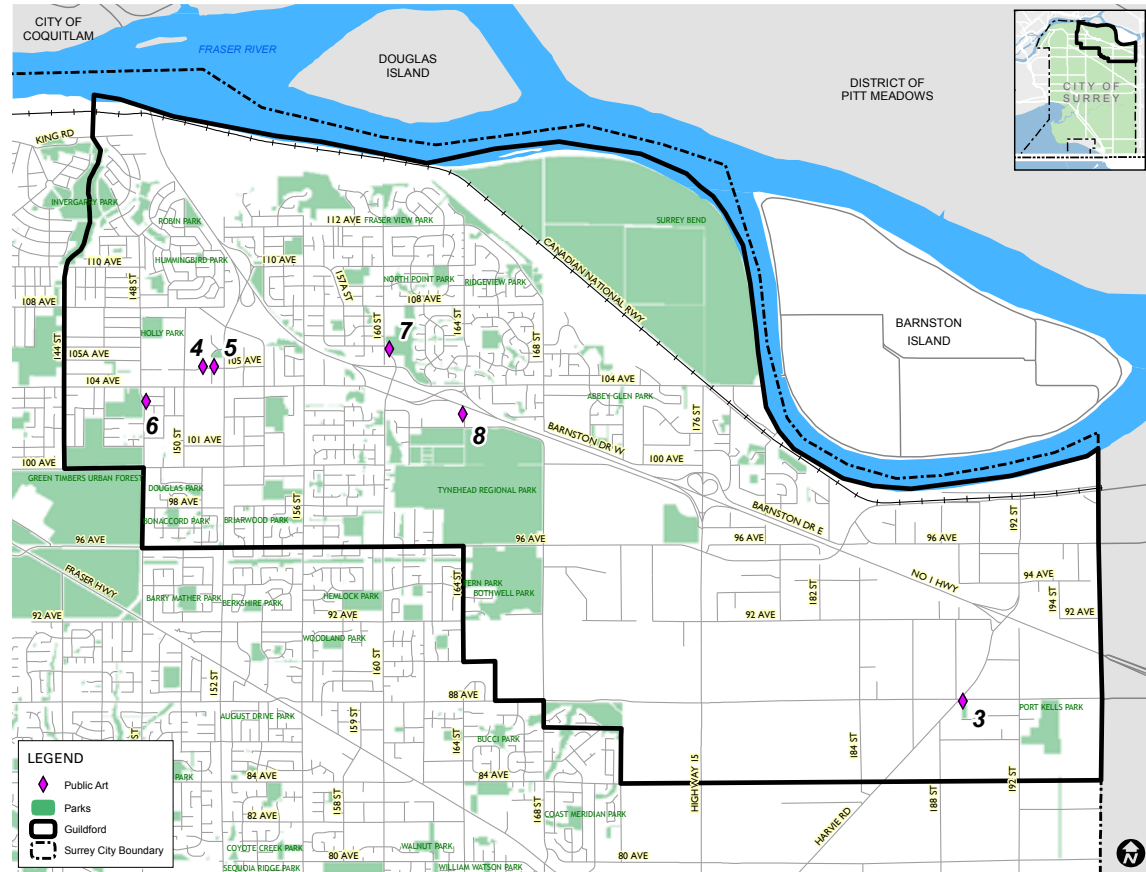 CITY OF
COQUITLAM
FRASER RIVER
DOUGLAS
ISLAND
DISTRICT OF
PITT MEADOWS
CITY OF
SURREY
KING RD
INVERGARRY PARK
ROBIN PARK
112 AVE
FRASER VIEW PARK
SURREY BEND
CANADIAN NATIONAL RWY
110 AVE
HUMMINGBIRD PARK
110 AVE
148 ST
157A ST
NORTH POINT PARK
RIDGEVIEW PARK
108 AVE
108 AVE
HOLLY PARK
160 ST
164 ST
168 ST
BARNSTON
ISLAND
144 ST
105A AVE
4
5
105 AVE
7
104 AVE
104 AVE
ABBEY GLEN PARK
176 ST
6
8
150 ST
101 AVE
BARNSTON DR W
100 AVE
100 AVE
GREEN TIMBERS URBAN FOREST
DOUGLAS PARK
98 AVE
156 ST
TYNEHEAD REGIONAL PARK
BONACCORD PARK
BRIARWOOD PARK
BARNSTON DR E
192 ST
96 AVE
96 AVE
96 AVE
96 AVE
FRASER HWY
164 ST
FERN PARK
BOTHWELL PARK
NO 1 HWY
94 AVE
182 ST
194 ST
BARRY MATHER PARK
BERKSHIRE PARK
HEMLOCK PARK
92 AVE
92 AVE
92 AVE
92 AVE
WOODLAND PARK
160 ST
152 ST
88 AVE
AUGUST DRIVE PARK
159 ST
3
PORT KELLS PARK
164 ST
BUCCI PARK
184 ST
ST
LEGEND
Public Art
Parks
Guildford
Surrey City Boundary
PARK
84 AVE
84 AVE
HIGHWAY 15
188 ST
192 ST
158 ST
82 AVE
168 ST
COAST MERIDIAN PARK
HARVIE RD
COYOTE CREEK PARK
80 AVE
WALNUT PARK
80 AVE
SEQUOIA RIDGE PARK
WILLIAM WATSON PARK
N